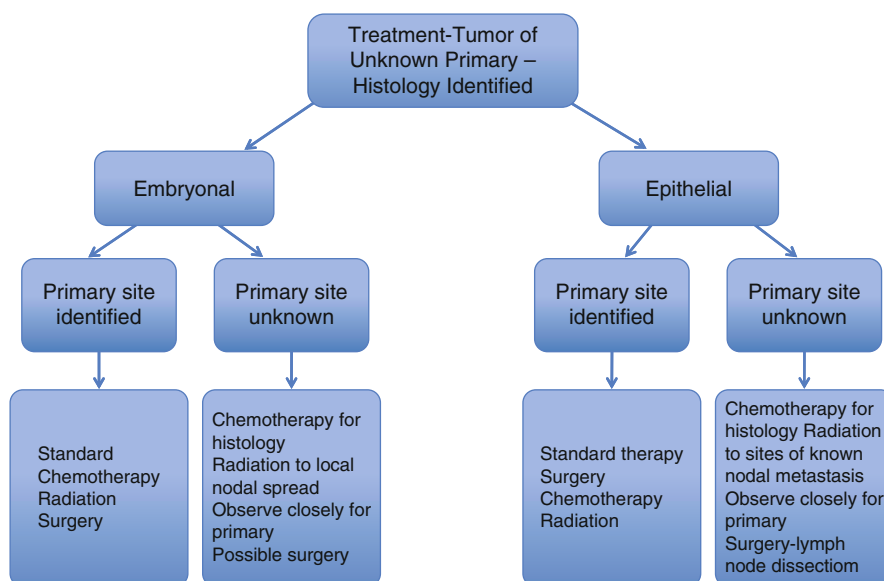 Treatment-Tumor of
Unknown Primary –
Histology Identified
Embryonal
Epithelial
Primary site
identified
Primary site
unknown
Primary site
identified
Primary site
unknown
Standard
Chemotherapy
Radiation
Surgery
Chemotherapy for
histology
Radiation to local
nodal spread
Observe closely for
primary
Possible surgery
Standard therapy
Surgery
Chemotherapy
Radiation
Chemotherapy for
histology Radiation
to sites of known
nodal metastasis
Observe closely for
primary
Surgery-lymph
node dissectiom